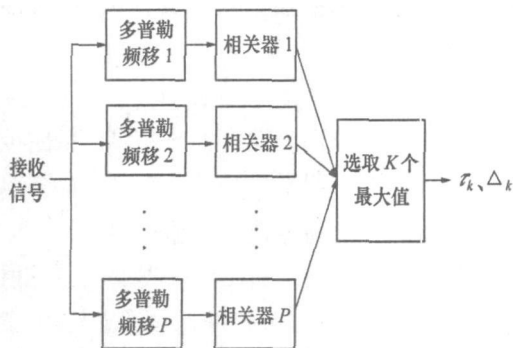 多普勒
频移 1
相关器 1
多普勒
频移 2
相关器 2
接收
信号
选取 K 个
最大值
τk、Δk
多普勒
频移 P
相关器 P